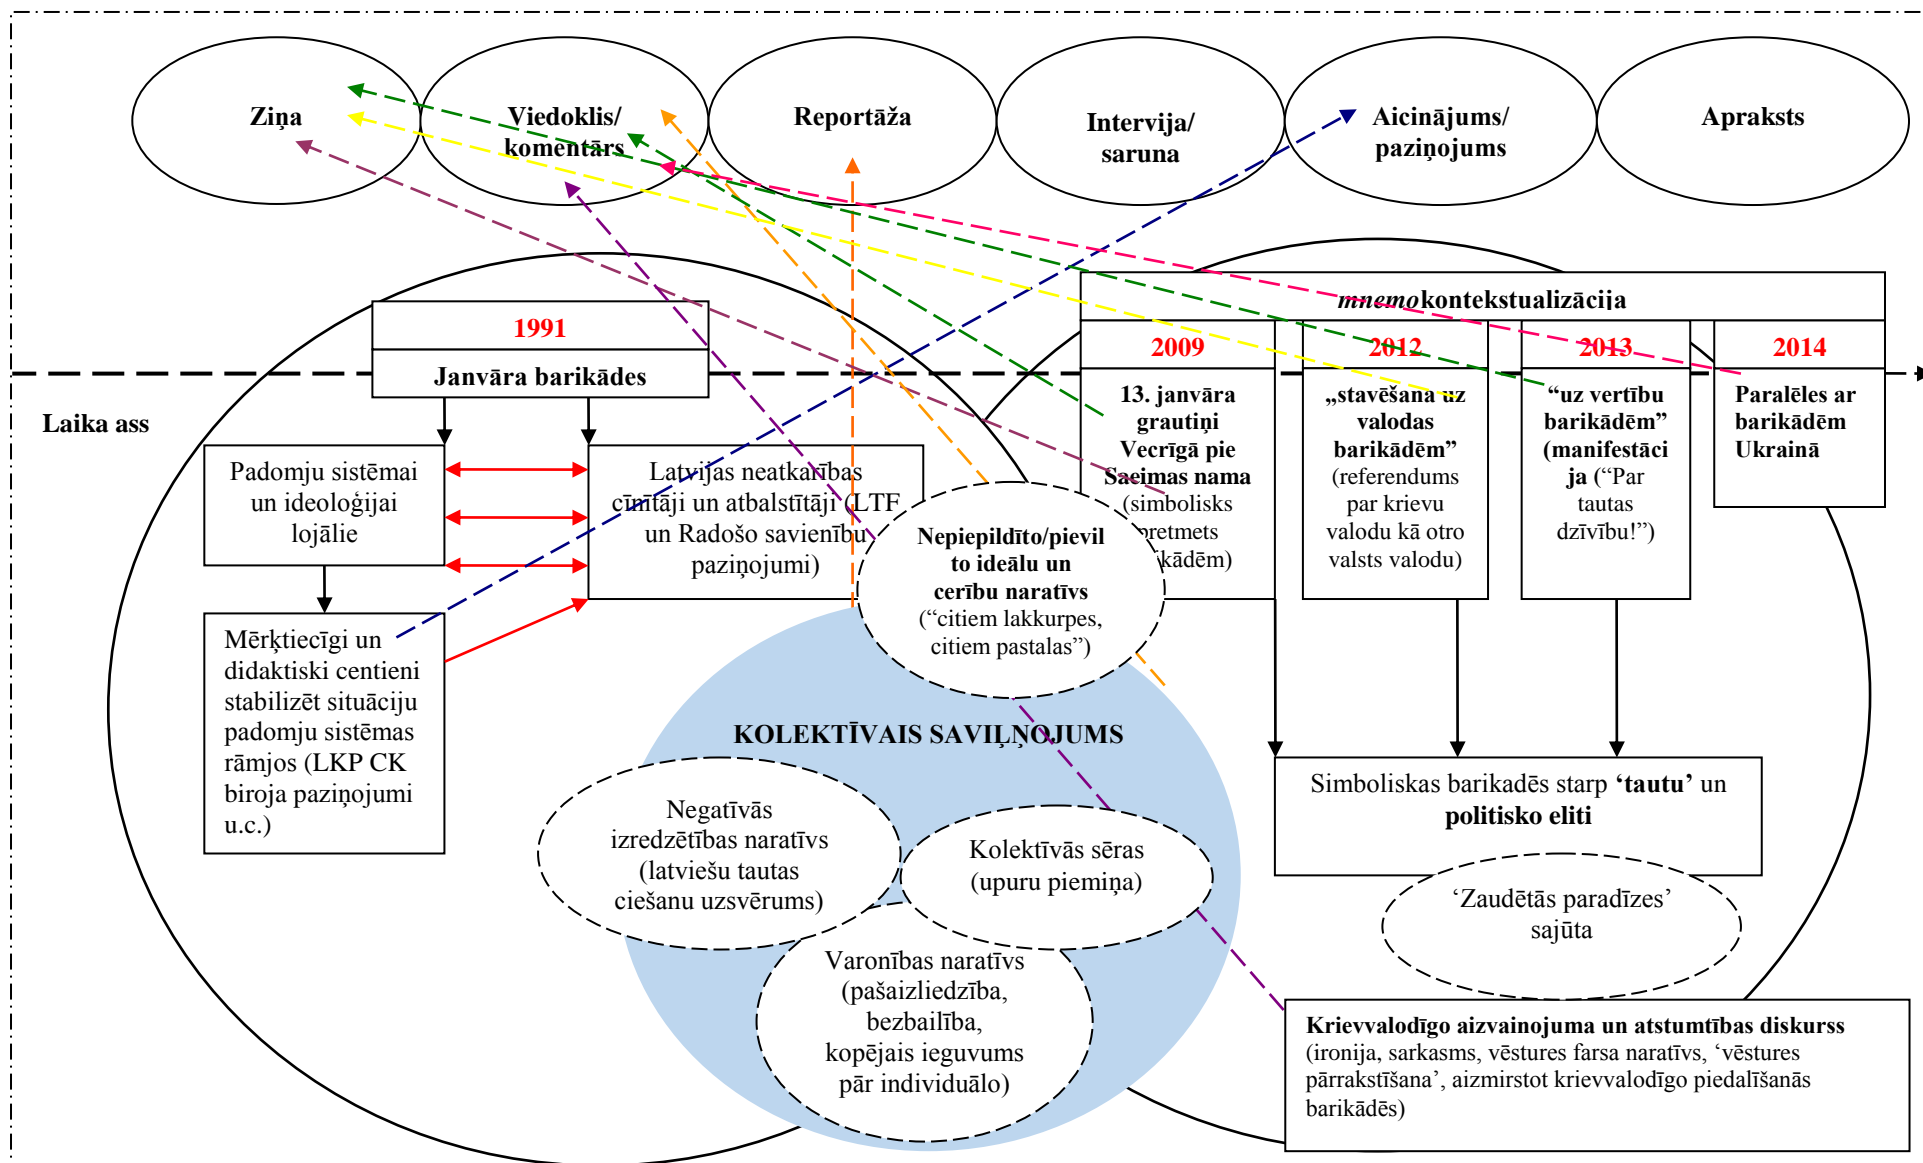 Ziņa
Viedoklis/
komentārs
Reportāža
Intervija/
saruna
Aicinājums/
paziņojums
Apraksts
mnemokontekstualizācija
1991
Janvāra barikādes
2009
2012
2013
2014
Laika ass
13. janvāra
grautiņi
Vecrīgā pie
Saeimas nama
(simbolisks
pretmets
kādēm)
„stavēšana uz
valodas
barikādēm”
(referendums
par krievu
valodu kā otro
valsts valodu)
“uz vertību
barikādēm”
(manifestāci
ja (“Par
tautas
dzīvību!”)
Paralēles ar
barikādēm
Ukrainā
Padomju sistēmai
un ideoloģijai
lojālie
Latvijas neatkarības
cīnītāji un atbalstītāji (LTF
un Radošo savienību
paziņojumi)
Nepiepildīto/pievil
to ideālu un
cerību naratīvs
(“citiem lakkurpes,
citiem pastalas”)
Mērķtiecīgi un
didaktiski centieni
stabilizēt situāciju
padomju sistēmas
rāmjos (LKP CK
biroja paziņojumi
u.c.)
KOLEKTĪVAIS SAVIĻŅOJUMS
Negatīvās
izredzētības naratīvs
(latviešu tautas
ciešanu uzsvērums)
Kolektīvās sēras
(upuru piemiņa)
Varonības naratīvs
(pašaizliedzība,
bezbailība,
kopējais ieguvums
pār individuālo)
Simboliskas barikadēs starp ‘tautu’ un
politisko eliti
‘Zaudētās paradīzes’
sajūta
Krievvalodīgo aizvainojuma un atstumtības diskurss
(ironija, sarkasms, vēstures farsa naratīvs, ‘vēstures
pārrakstīšana’, aizmirstot krievvalodīgo piedalīšanās
barikādēs)